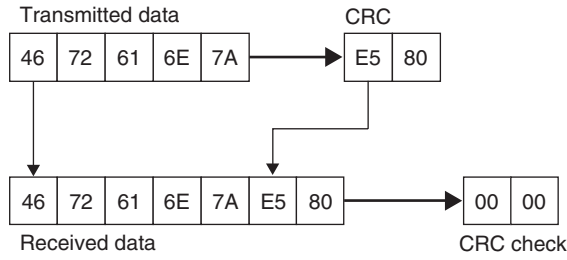 Transmitted data CRC
46 72 61 6E 7A E5 80
46 72 61 6E 7A E5 80 00 00
Received data CRC check